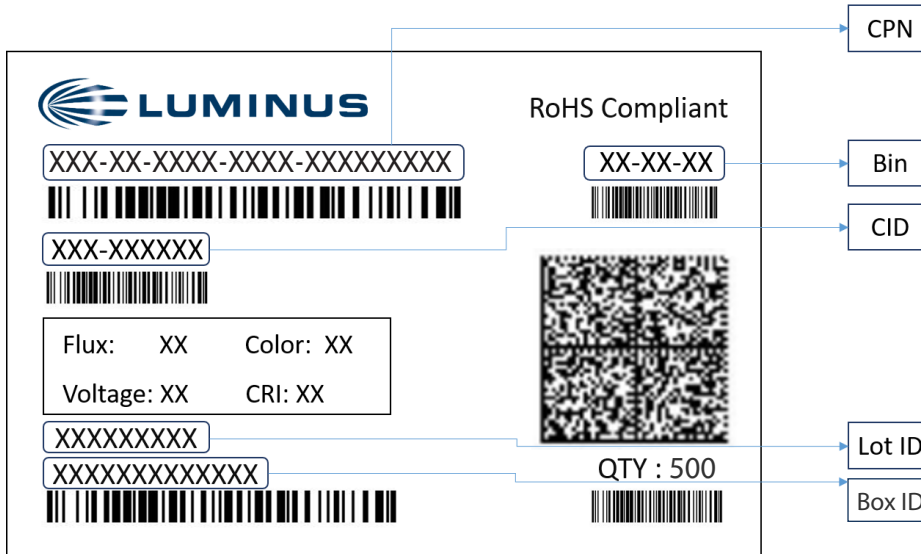 CPN
LUMINUS
RoHS Compliant
XXX-XX-XXXX-XXXX-XXXXXXXXX
XX-XX-XX
Bin
XXX-XXXXXX
CID
Flux: XX Color: XX
Voltage: XX CRI: XX
XXXXXXXXX
Lot ID
XXXXXXXXXXXXX
QTY : 500
Box ID